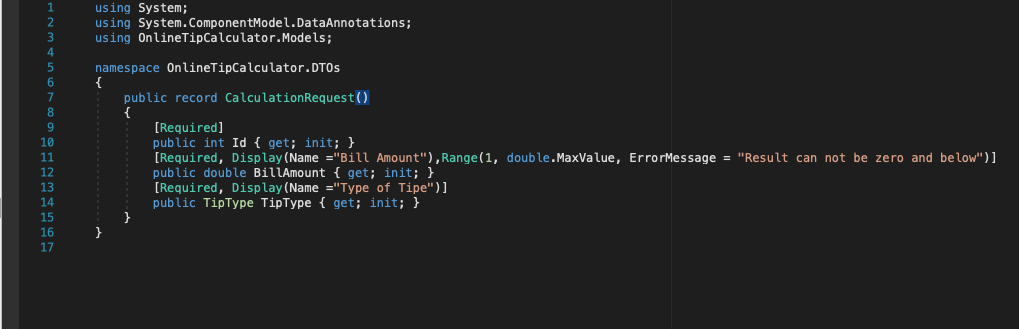 1 using System;
2 using System.ComponentModel.DataAnnotations;
3 using OnlineTipCalculator.Models;
4
5 namespace OnlineTipCalculator.DTOs
6 {
7 public record CalculationRequest()
8 {
9 [Required]
10 public int Id { get; init; }
11 [Required, Display(Name ="Bill Amount"),Range(1, double.MaxValue, ErrorMessage = "Result can not be zero and below")]
12 public double BillAmount { get; init; }
13 [Required, Display(Name ="Type of Tipe")]
14 public TipType TipType { get; init; }
15 }
16 }
17